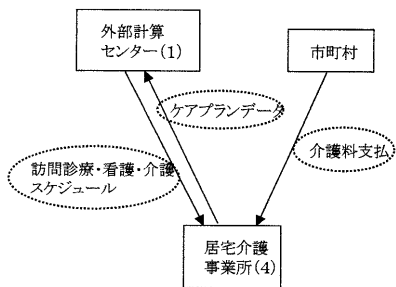 外部計算
センター(1)
市町村
ケアプランデータ
訪問診療・看護・介護
スケジュール
介護料支払
居宅介護
事業所(4)